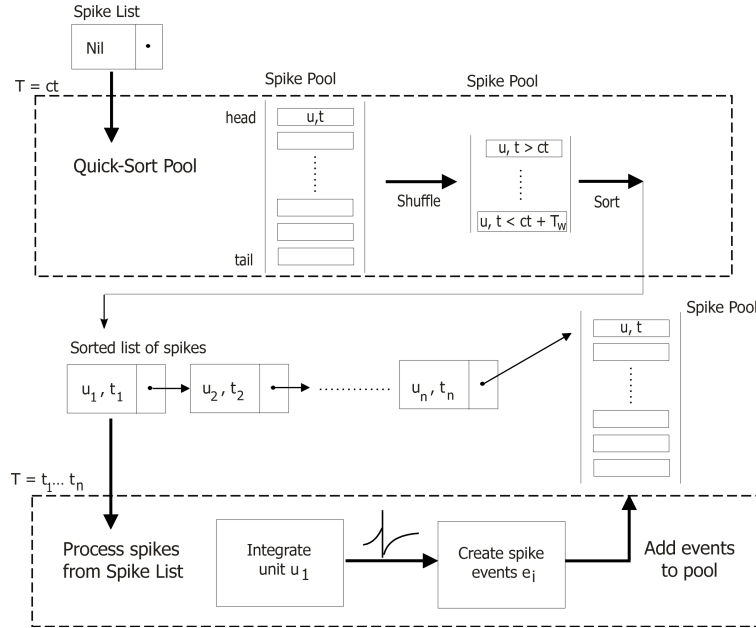 Spike List
Nil
T = ct
Spike Pool
Spike Pool
head
u,t
u, t > ct
Quick-Sort Pool
Shuffle
Sort
u, t < ct + T_w
tail
Spike Pool
u, t
Sorted list of spikes
u_1 , t_1
u_2 , t_2
u_n , t_n
T = t_1... t_n
Process spikes
from Spike List
Integrate
unit u_1
Create spike
events e_i
Add events
to pool